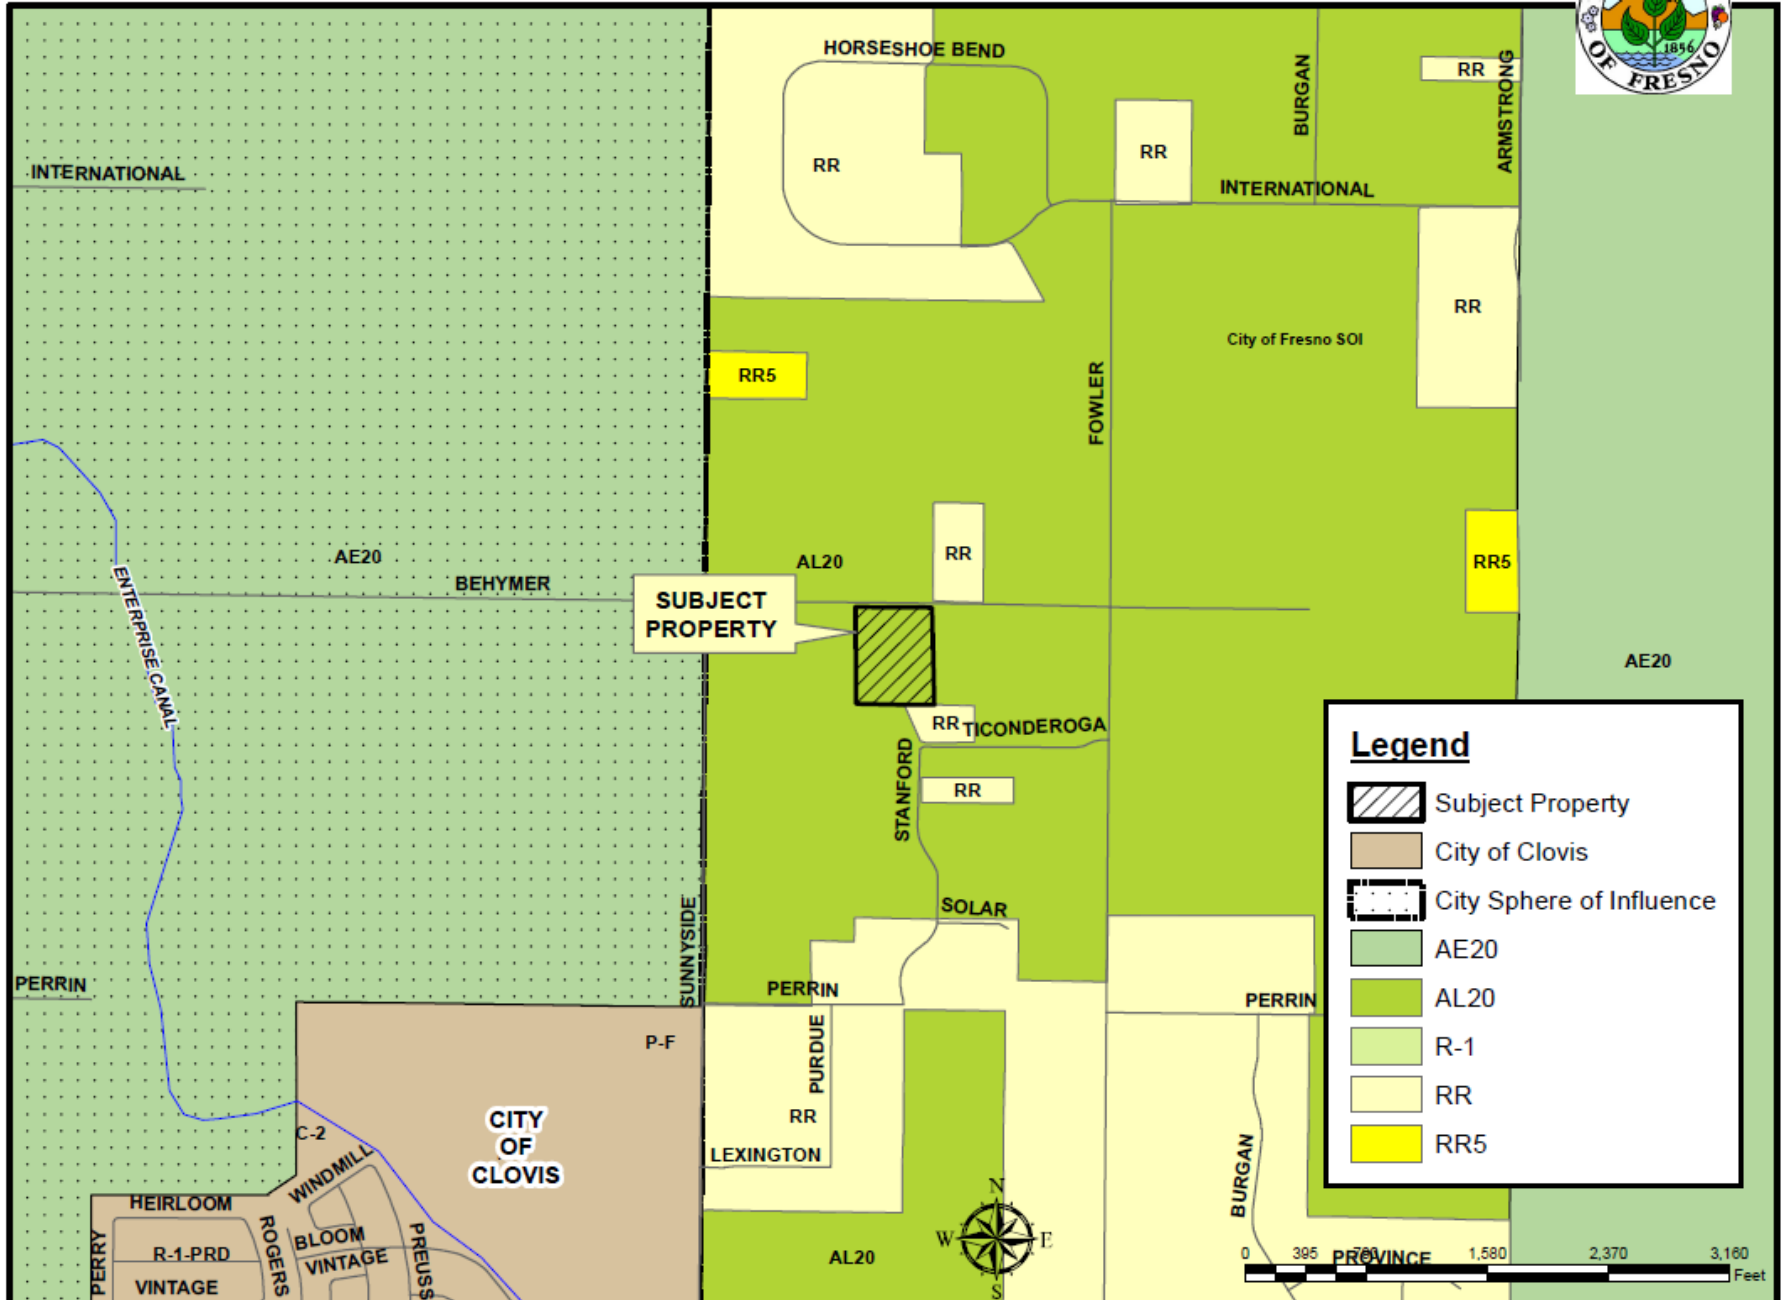 OF FRESNO
1856
HORSESHOE BEND
BURGAN
ARMSTRONG
RR
RR
RR
INTERNATIONAL
INTERNATIONAL
RR
City of Fresno SOI
RR5
FOWLER
RR
RR5
AE20
AL20
BEHYMER
ENTERPRISE CANAL
SUBJECT
PROPERTY
AE20
RR
TICONDEROGA
STANFORD
RR
SOLAR
SUNNYSIDE
PERRIN
PERRIN
PERRIN
P-F
PURDUE
RR
LEXINGTON
CITY
OF
CLOVIS
C-2
WINDMILL
HEIRLOOM
PERRY
R-1-PRD
VINTAGE
ROGERS
BLOOM
VINTAGE
PREUSS
AL20
BURGAN
PROVINCE
N
W
E
S
Legend
Subject Property
City of Clovis
City Sphere of Influence
AE20
AL20
R-1
RR
RR5
0 395 790 1,580 2,370 3,160
Feet